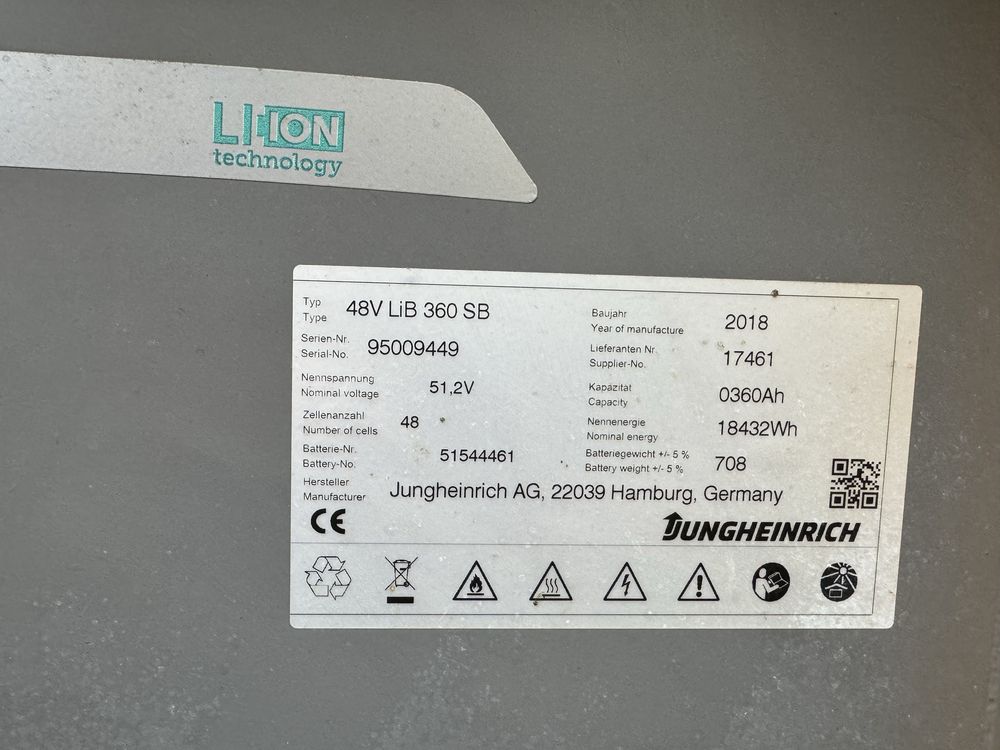 LI-ION
technology
Typ
Type 48V LiB 360 SB
Serien-Nr.
Serial-No. 95009449
Nennspannung
Nominal voltage 51,2V
Zellenanzahl
Number of cells 48
Batterie-Nr.
Battery-No. 51544461
Hersteller
Manufacturer Jungheinrich AG, 22039 Hamburg, Germany
Baujahr
Year of manufacture 2018
Lieferanten Nr.
Supplier-No. 17461
Kapazität
Capacity 0360Ah
Nennenergie
Nominal energy 18432Wh
Batteriegewicht +/- 5 %
Battery weight +/- 5 % 708
CE
JUNGHEINRICH